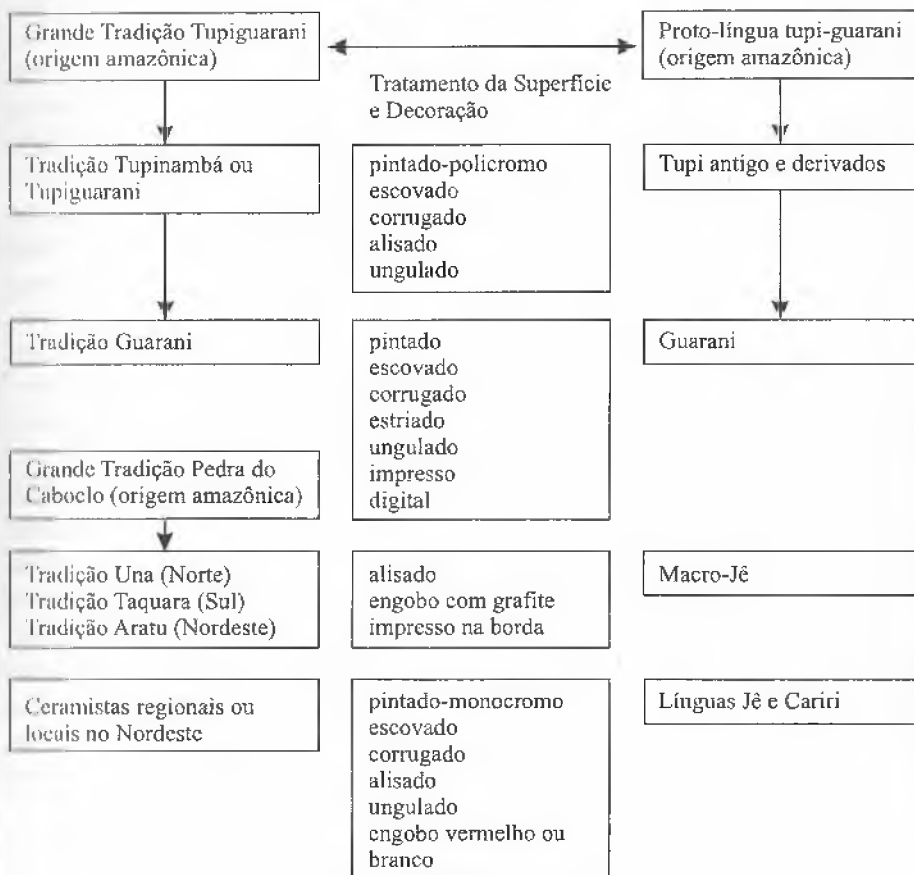 Grande Tradição Tupiguarani
(origem amazônica)
Proto-língua tupi-guarani
(origem amazônica)
Tratamento da Superfície
e Decoração
Tradição Tupinambá ou
Tupiguarani
pintado-policromo
escovado
corrugado
alisado
ungulado
Tupi antigo e derivados
Tradição Guarani
pintado
escovado
corrugado
estriado
ungulado
impresso
digital
Guarani
Grande Tradição Pedra do
Caboclo (origem amazônica)
Tradição Una (Norte)
Tradição Taquara (Sul)
Tradição Aratu (Nordeste)
alisado
engobo com grafite
impresso na borda
Macro-Jê
Ceramistas regionais ou
locais no Nordeste
pintado-monocromo
escovado
corrugado
alisado
ungulado
engobo vermelho ou
branco
Línguas Jê e Cariri